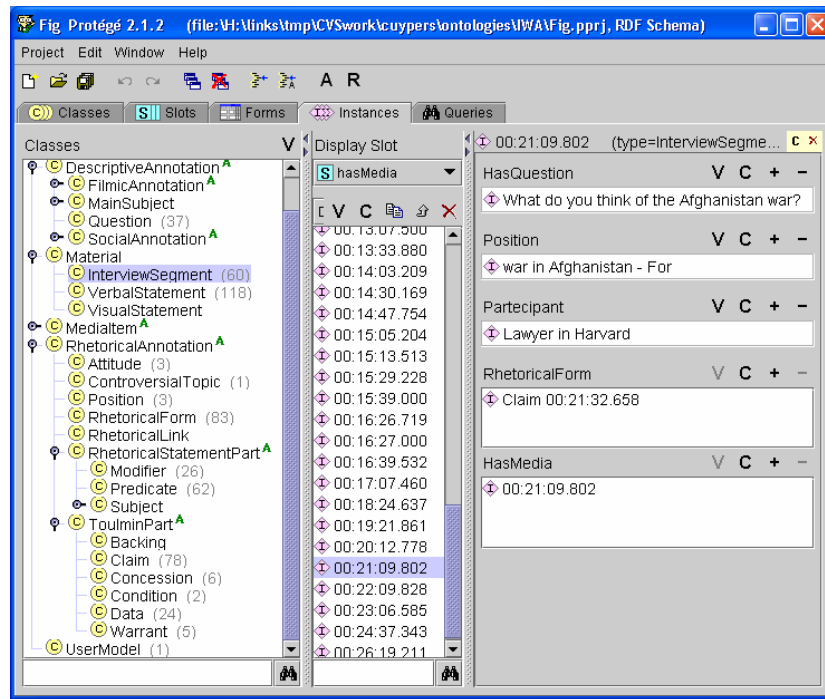 Fig Protégé 2.1.2 (file:\H:\links\tmp\CVSwork\cuypers\ontologies\IWA\Fig.pprj, RDF Schema)
Project Edit Window Help
A R
C Classes S Slots Forms Instances Queries
Classes V
DescriptiveAnnotation A
FilmicAnnotation A
MainSubject
Question (37)
SocialAnnotation A
Material
InterviewSegment (60)
VerbalStatement (118)
VisualStatement
MediaItem A
RhetoricalAnnotation A
Attitude (3)
ControversialTopic (1)
Position (3)
RhetoricalForm (83)
RhetoricalLink
RhetoricalStatementPart A
Modifier (26)
Predicate (62)
Subject
ToulminPart A
Backing
Claim (78)
Concession (6)
Condition (2)
Data (24)
Warrant (5)
UserModel (1)
Display Slot
S hasMedia
V C
00:13:07.500
00:13:33.880
00:14:03.209
00:14:30.169
00:14:47.754
00:15:05.204
00:15:13.513
00:15:29.228
00:15:39.000
00:16:26.719
00:16:27.000
00:16:39.532
00:17:07.460
00:18:24.637
00:19:21.861
00:20:12.778
00:21:09.802
00:22:09.828
00:23:06.585
00:24:37.343
00:26:19.211
00:21:09.802 (type=InterviewSegme... C ×
HasQuestion V C + −
What do you think of the Afghanistan war?
Position V C + −
war in Afghanistan - For
Partecipant V C + −
Lawyer in Harvard
RhetoricalForm V C + −
Claim 00:21:32.658
HasMedia V C + −
00:21:09.802